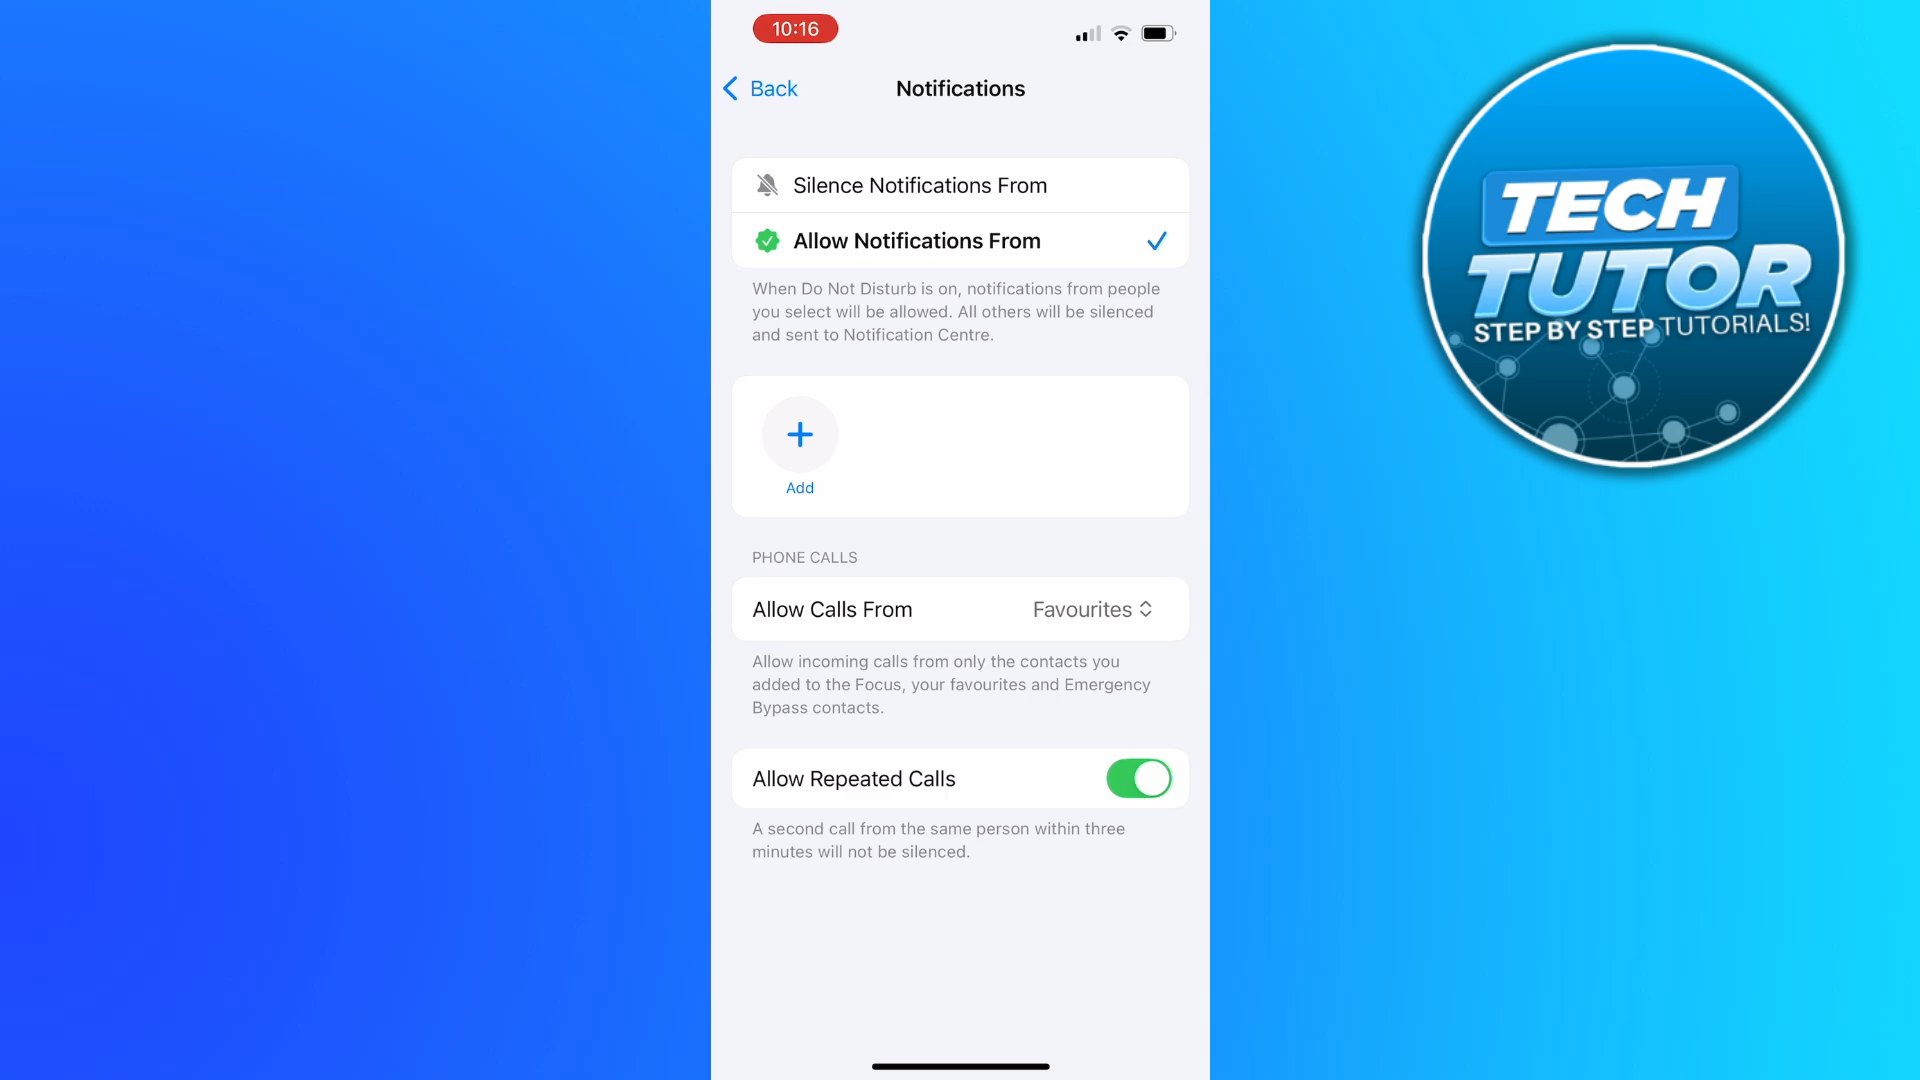 10:16
Back
Notifications
Silence Notifications From
Allow Notifications From
When Do Not Disturb is on, notifications from people
you select will be allowed. All others will be silenced
and sent to Notification Centre.
Add
PHONE CALLS
Allow Calls From
Favourites
Allow incoming calls from only the contacts you
added to the Focus, your favourites and Emergency
Bypass contacts.
Allow Repeated Calls
A second call from the same person within three
minutes will not be silenced.
TECH
TUTOR
STEP BY STEP TUTORIALS!